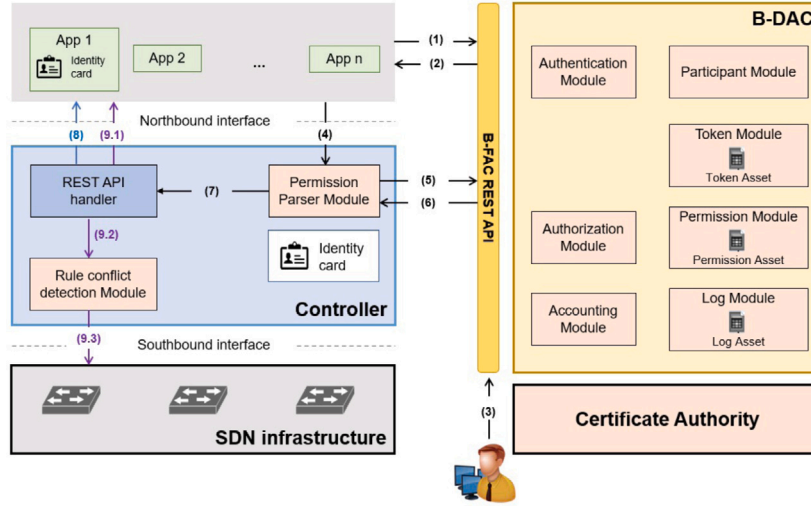 App 1
Identity
card
App 2
...
App n
(1)
(2)
B-DAC
Authentication
Module
Participant Module
(8)
(9.1)
Northbound interface
(4)
Token Module
Token Asset
REST API
handler
(7)
Permission
Parser Module
(5)
(6)
B-FAC REST API
(9.2)
Identity
card
Authorization
Module
Permission Module
Permission Asset
Rule conflict
detection Module
Controller
Accounting
Module
Log Module
Log Asset
(9.3)
Southbound interface
SDN infrastructure
(3)
Certificate Authority